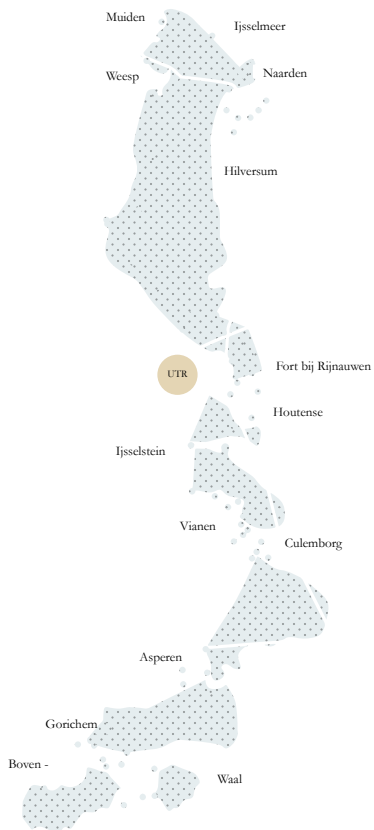 Muiden
Ijsselmeer
Weesp
Naarden
Hilversum
Fort bij Rijnauwen
UTR
Houtense
Ijsselstein
Vianen
Culemborg
Asperen
Gorichem
Boven -
Waal